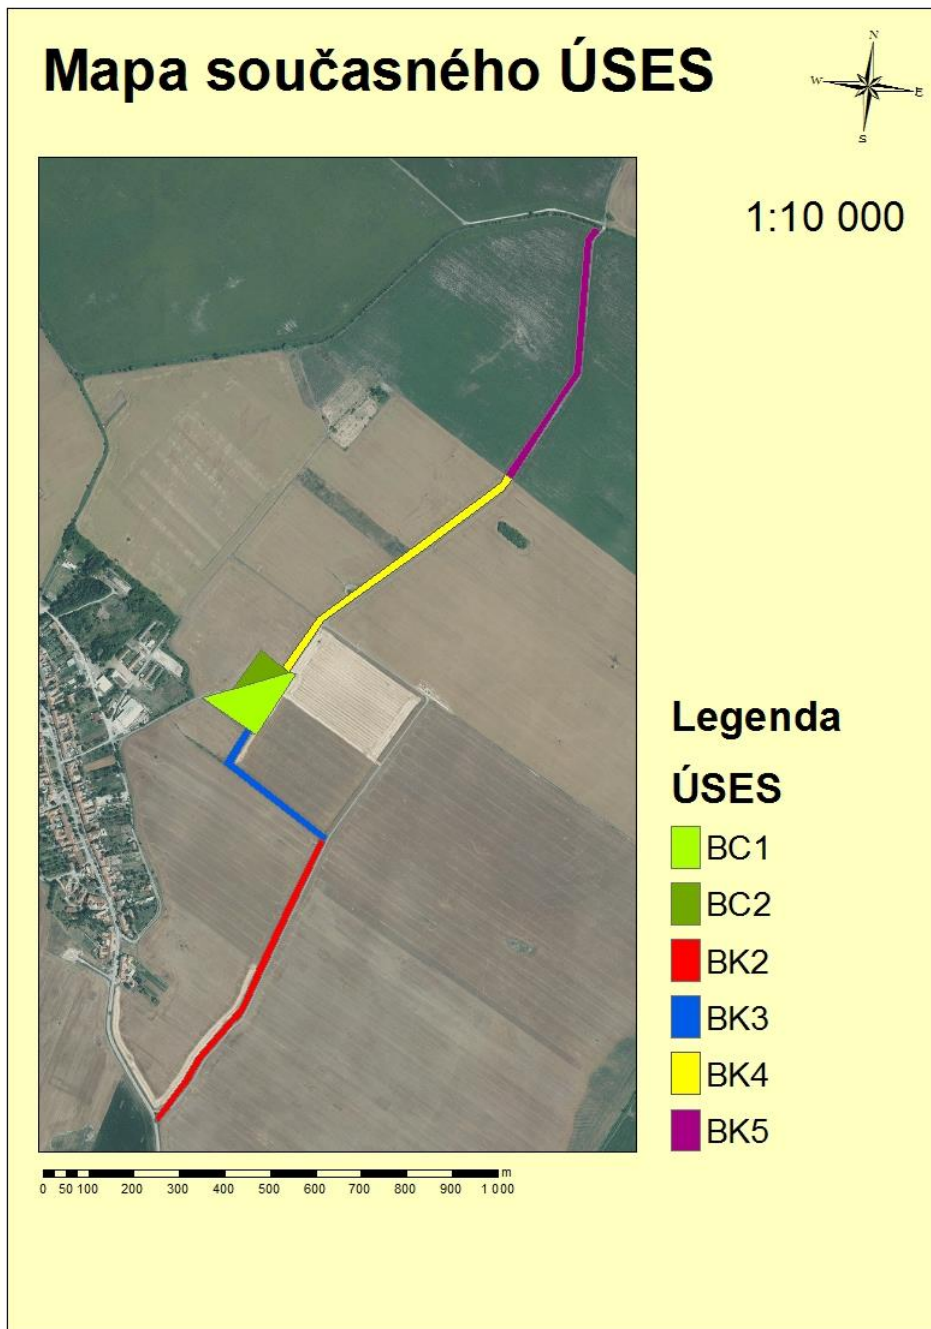 Mapa současného ÚSES
N
W
E
S
1:10 000
Legenda
ÚSES
BC1
BC2
BK2
BK3
BK4
BK5
m
0 50 100 200 300 400 500 600 700 800 900 1 000